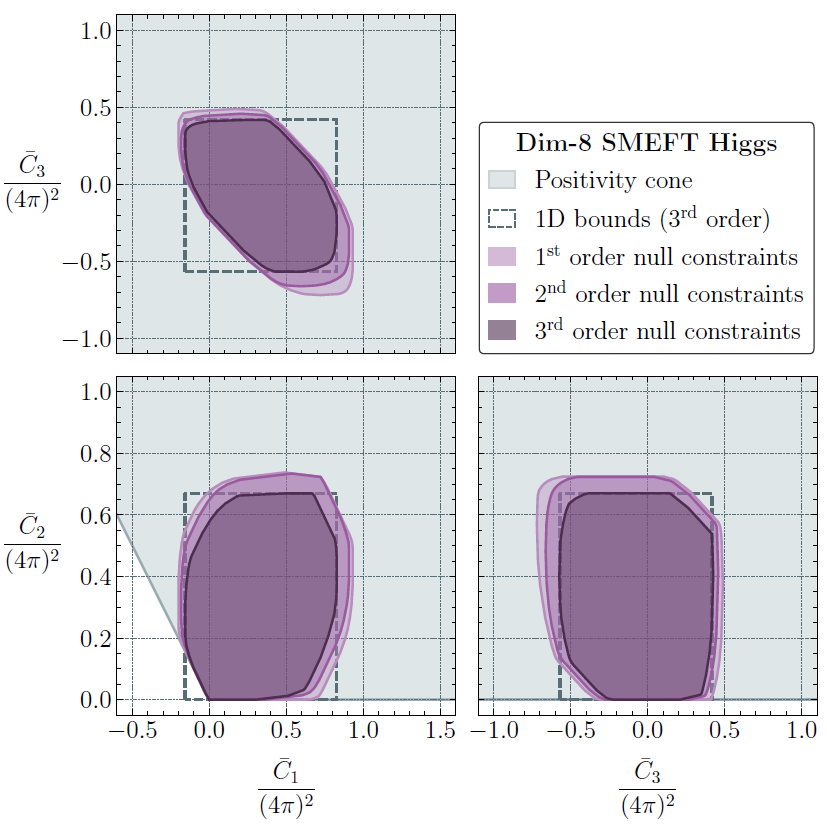 1.0
0.5
0.0
−0.5
−1.0
C̄₃
(4π)²
Dim-8 SMEFT Higgs
Positivity cone
1D bounds (3ʳᵈ order)
1ˢᵗ order null constraints
2ⁿᵈ order null constraints
3ʳᵈ order null constraints
1.0
0.8
0.6
0.4
0.2
0.0
C̄₂
(4π)²
−0.5 0.0 0.5 1.0 1.5
C̄₁
(4π)²
−1.0 −0.5 0.0 0.5 1.0
C̄₃
(4π)²